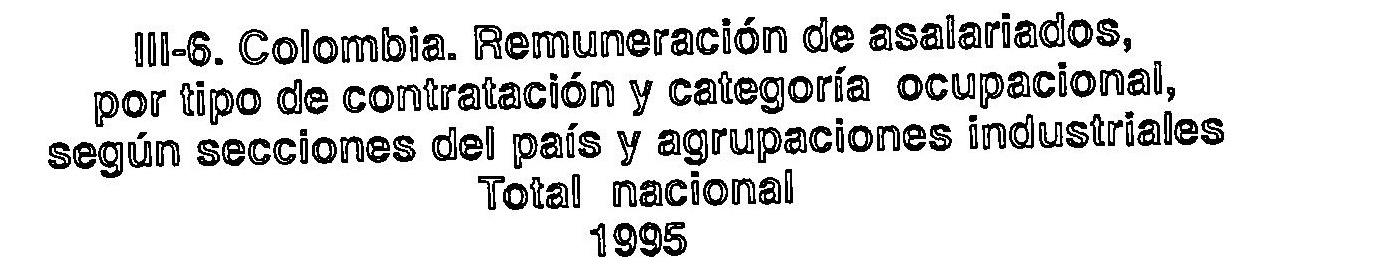 III-6. Colombia. Remuneración de asalariados,
por tipo de contratación y categoría ocupacional,
según secciones del país y agrupaciones industriales
Total nacional
1995